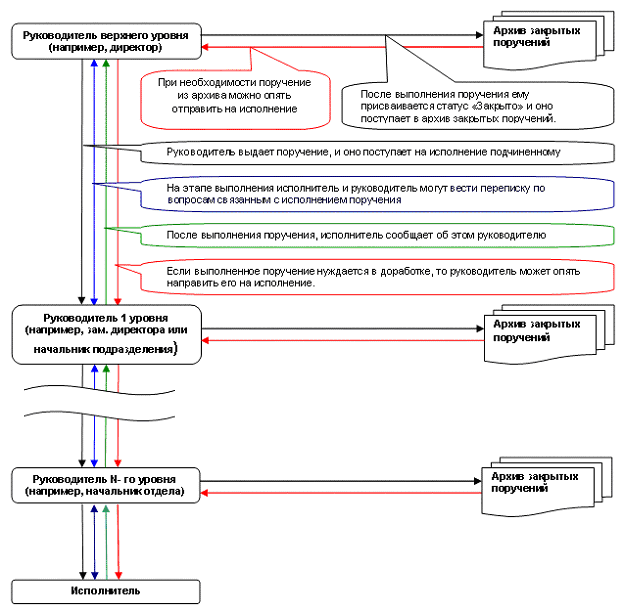 Руководитель верхнего уровня
(например, директор)
Архив закрытых
поручений
При необходимости поручение
из архива можно опять
отправить на исполнение
После выполнения поручения ему
присваивается статус «Закрыто» и оно
поступает в архив закрытых поручений.
Руководитель выдает поручение, и оно поступает на исполнение подчиненному
На этапе выполнения исполнитель и руководитель могут вести переписку по
вопросам связанным с исполнением поручения
После выполнения поручения, исполнитель сообщает об этом руководителю
Если выполненное поручение нуждается в доработке, то руководитель может опять
направить его на исполнение.
Руководитель 1 уровня
(например, зам. директора или
начальник подразделения)
Архив закрытых
поручений
Руководитель N- го уровня
(например, начальник отдела)
Архив закрытых
поручений
Исполнитель